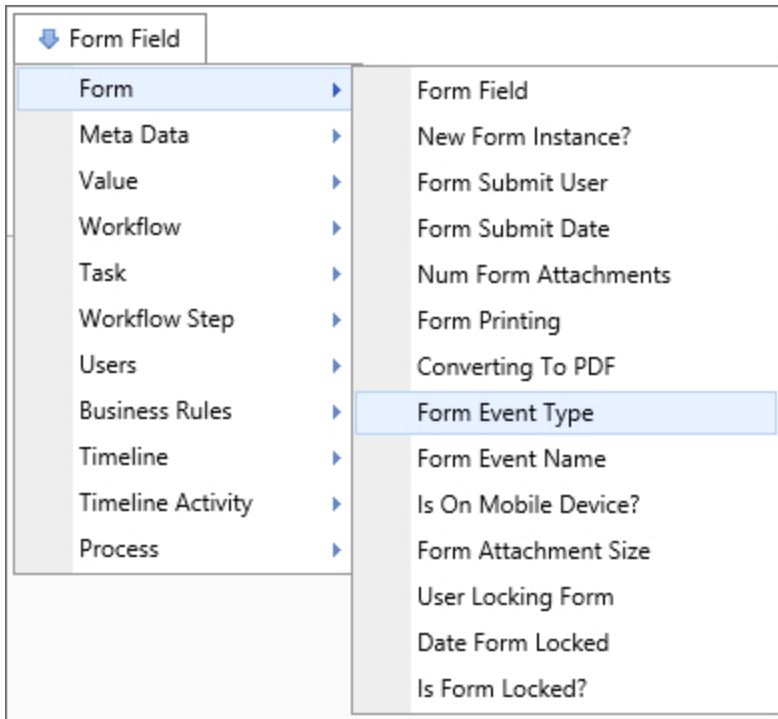 Form Field
Form
Meta Data
Value
Workflow
Task
Workflow Step
Users
Business Rules
Timeline
Timeline Activity
Process
Form Field
New Form Instance?
Form Submit User
Form Submit Date
Num Form Attachments
Form Printing
Converting To PDF
Form Event Type
Form Event Name
Is On Mobile Device?
Form Attachment Size
User Locking Form
Date Form Locked
Is Form Locked?